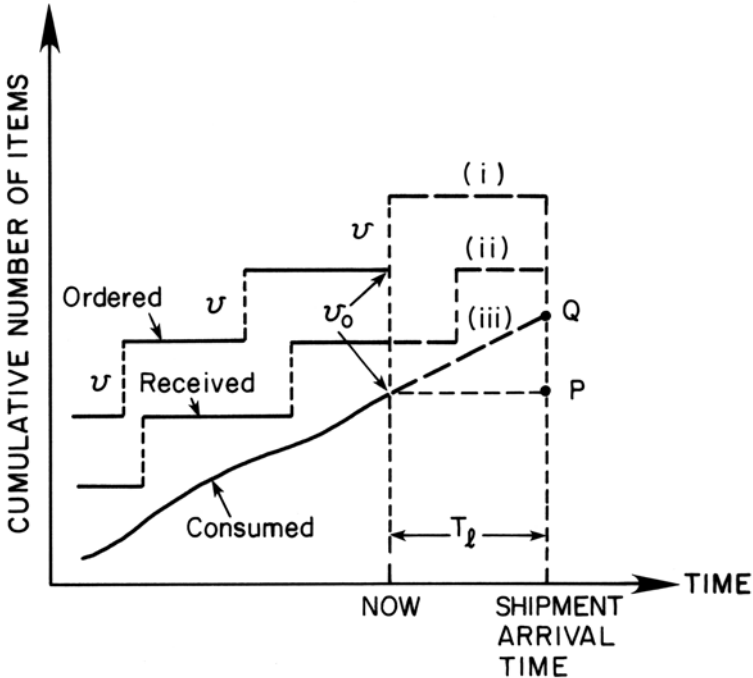 CUMULATIVE NUMBER OF ITEMS
(i)
υ
(ii)
Ordered
υ
υ₀
(iii)
Q
υ
Received
P
Consumed
Tℓ
TIME
NOW
SHIPMENT
ARRIVAL
TIME